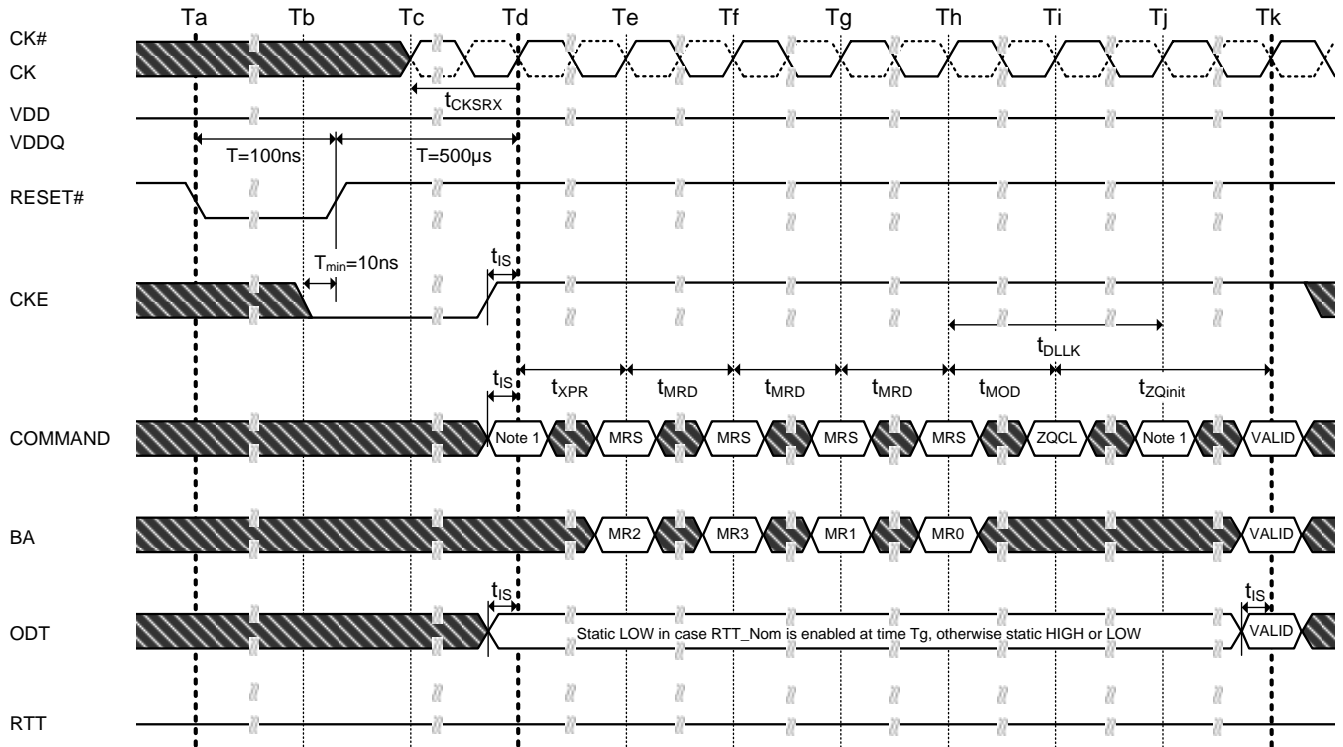 Ta Tb Tc Td Te Tf Tg Th Ti Tj Tk
CK#
CK
tCKSRX
VDD
VDDQ
T=100ns T=500µs
RESET#
Tmin=10ns tIS
CKE
tDLLK
tIS tXPR tMRD tMRD tMRD tMOD tZQinit
COMMAND Note 1 MRS MRS MRS MRS ZQCL Note 1 VALID
BA MR2 MR3 MR1 MR0 VALID
tIS tIS
ODT Static LOW in case RTT_Nom is enabled at time Tg, otherwise static HIGH or LOW VALID
RTT